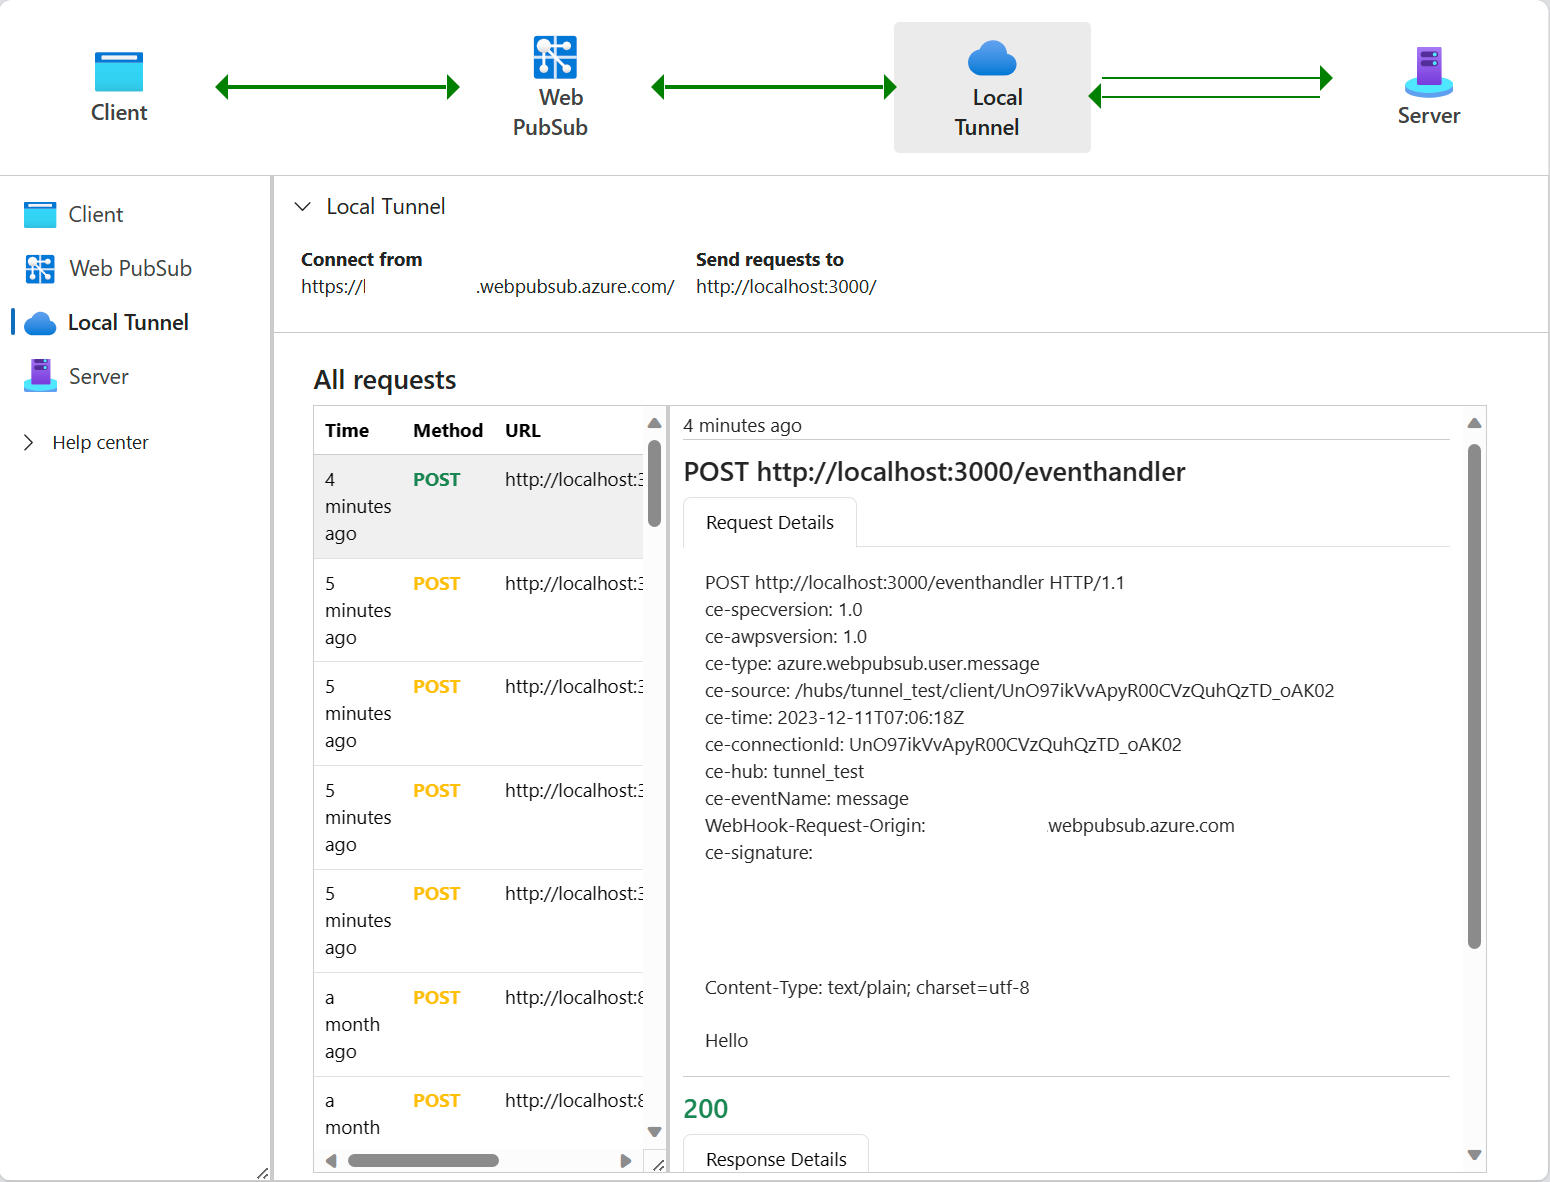 Client
Web
PubSub
Local
Tunnel
Server
Client
Web PubSub
Local Tunnel
Server
Help center
Local Tunnel
Connect from
https://l .webpubsub.azure.com/
Send requests to
http://localhost:3000/
All requests
Time Method URL
4 minutes ago POST http://localhost:3
5 minutes ago POST http://localhost:3
5 minutes ago POST http://localhost:3
5 minutes ago POST http://localhost:3
5 minutes ago POST http://localhost:3
a month ago POST http://localhost:8
a month POST http://localhost:8
4 minutes ago
POST http://localhost:3000/eventhandler
Request Details
POST http://localhost:3000/eventhandler HTTP/1.1
ce-specversion: 1.0
ce-awpsversion: 1.0
ce-type: azure.webpubsub.user.message
ce-source: /hubs/tunnel_test/client/UnO97ikVvApyR00CVzQuhQzTD_oAK02
ce-time: 2023-12-11T07:06:18Z
ce-connectionId: UnO97ikVvApyR00CVzQuhQzTD_oAK02
ce-hub: tunnel_test
ce-eventName: message
WebHook-Request-Origin: .webpubsub.azure.com
ce-signature:
Content-Type: text/plain; charset=utf-8
Hello
200
Response Details